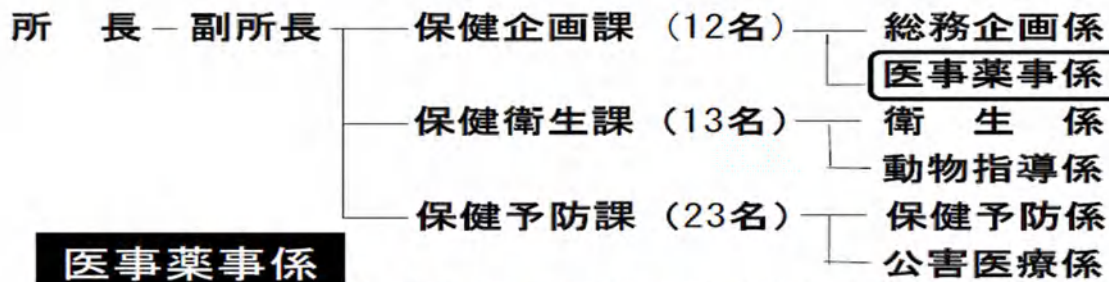 所　長－副所長　保健企画課（12名）　総務企画係
医事薬事係
保健衛生課（13名）　衛　生　係
動物指導係
保健予防課（23名）　保健予防係
医事薬事係　公害医療係